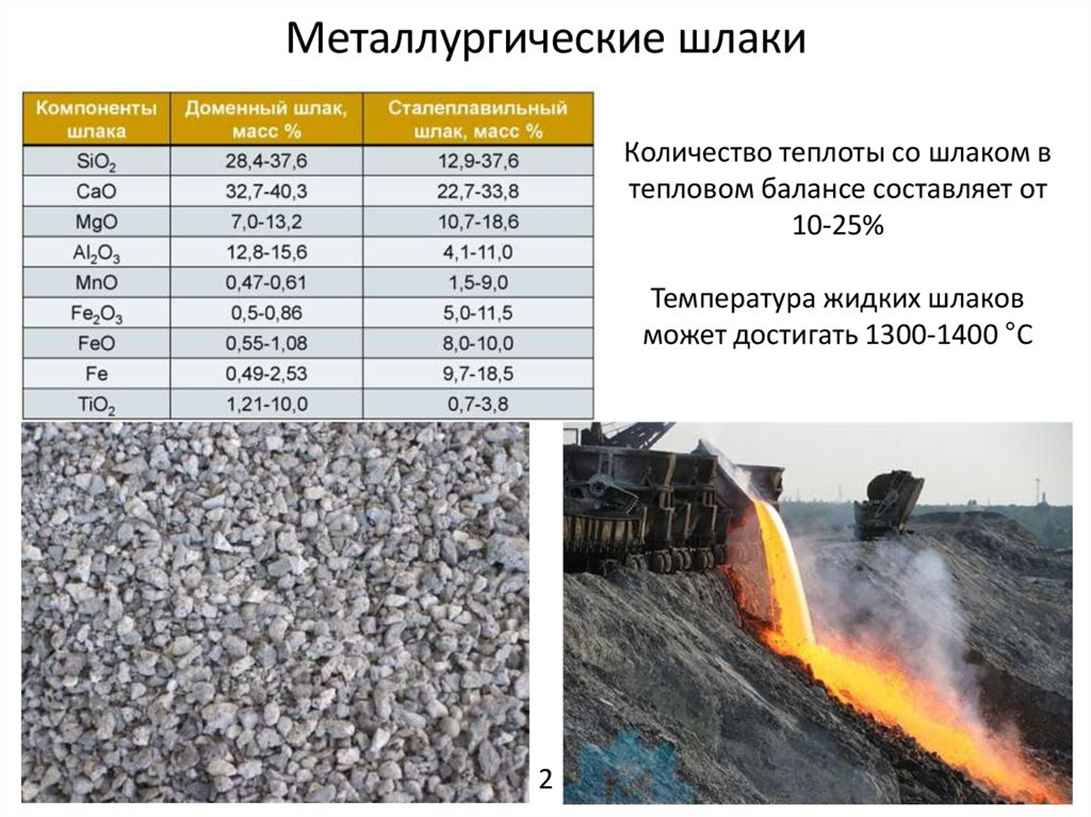 Металлургические шлаки
Компоненты шлака | Доменный шлак, масс % | Сталеплавильный шлак, масс %
SiO₂ | 28,4-37,6 | 12,9-37,6
CaO | 32,7-40,3 | 22,7-33,8
MgO | 7,0-13,2 | 10,7-18,6
Al₂O₃ | 12,8-15,6 | 4,1-11,0
MnO | 0,47-0,61 | 1,5-9,0
Fe₂O₃ | 0,5-0,86 | 5,0-11,5
FeO | 0,55-1,08 | 8,0-10,0
Fe | 0,49-2,53 | 9,7-18,5
TiO₂ | 1,21-10,0 | 0,7-3,8
Количество теплоты со шлаком в
тепловом балансе составляет от
10-25%
Температура жидких шлаков
может достигать 1300-1400 °C
2